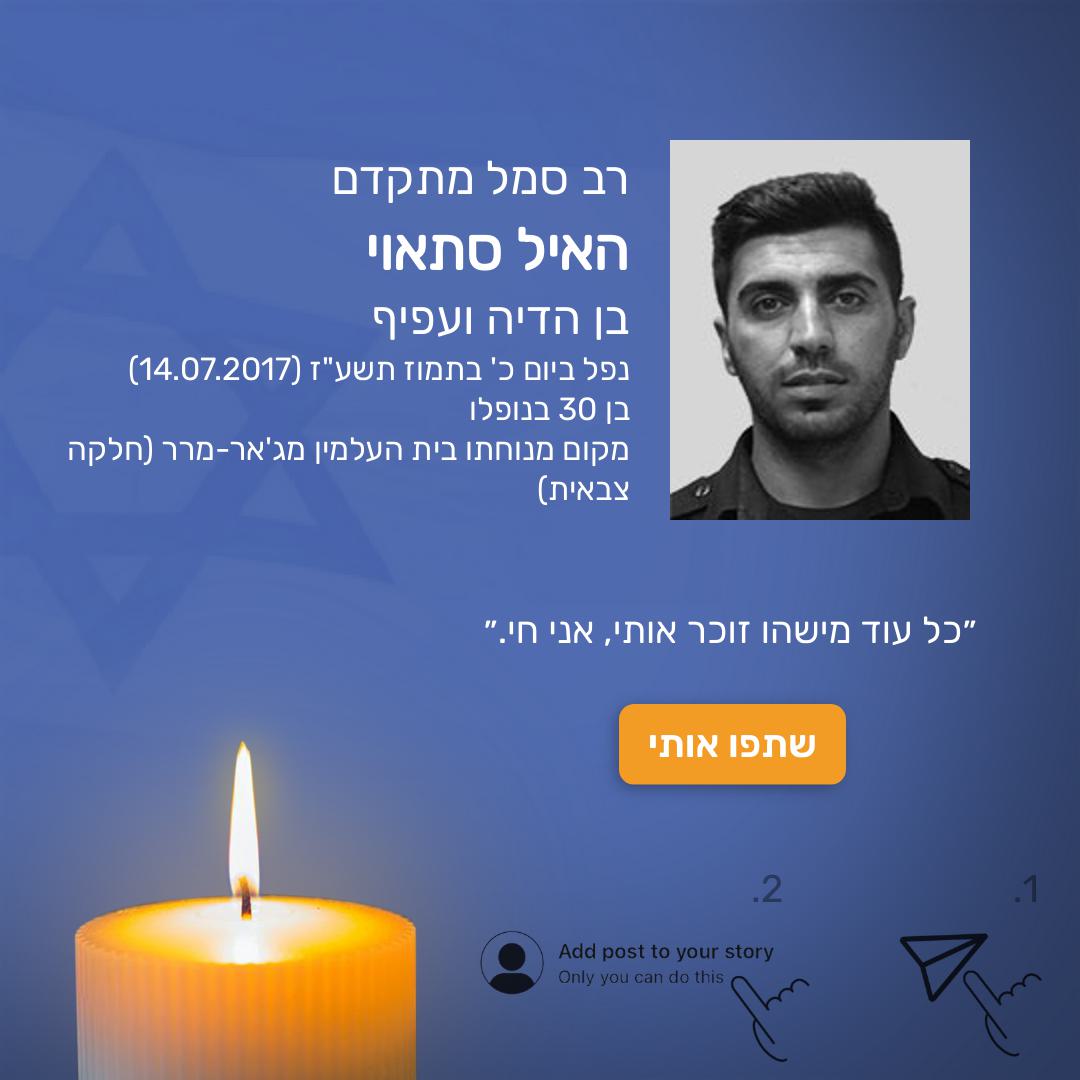 רב סמל מתקדם
האיל סתאוי
בן הדיה ועפיף
נפל ביום כ' בתמוז תשע"ז (14.07.2017)
בן 30 בנופלו
מקום מנוחתו בית העלמין מג'אר-מרר (חלקה
צבאית)
״כל עוד מישהו זוכר אותי, אני חי.״
שתפו אותי
1.
2.
Add post to your story
Only you can do this